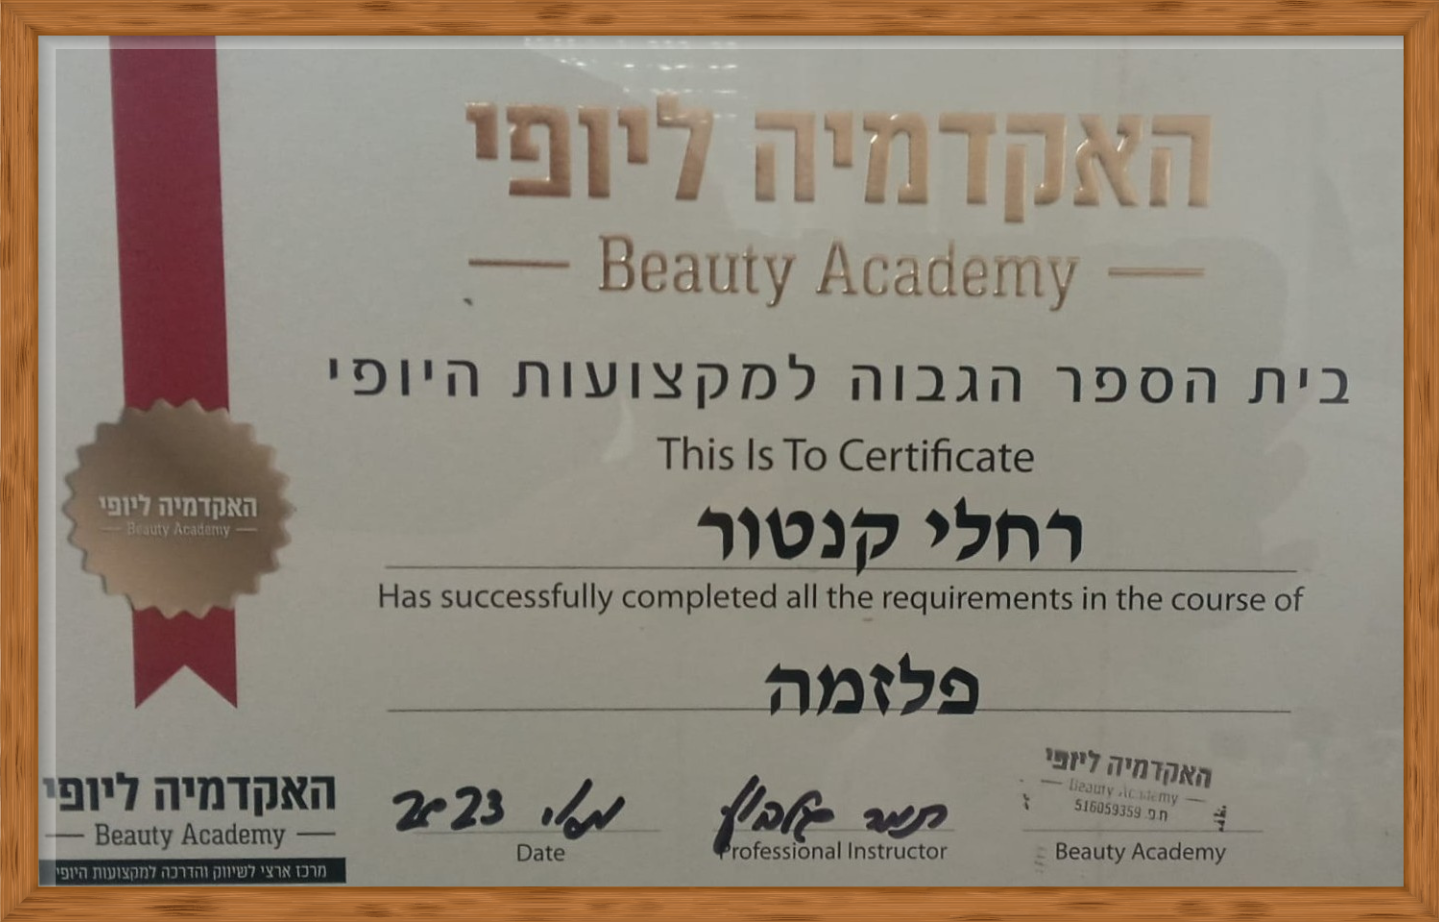 האקדמיה ליופי
Beauty Academy
בית הספר הגבוה למקצועות היופי
This Is To Certificate
רחלי קנטור
Has successfully completed all the requirements in the course of
פלזמה
האקדמיה ליופי
Beauty Academy
האקדמיה ליופי
Beauty Academy
מרכז ארצי לשיווק והדרכה למקצועות היופי
מאי 2023
Date
תמר
Professional Instructor
האקדמיה ליופי
Beauty Academy
ח.פ 516059359
Beauty Academy